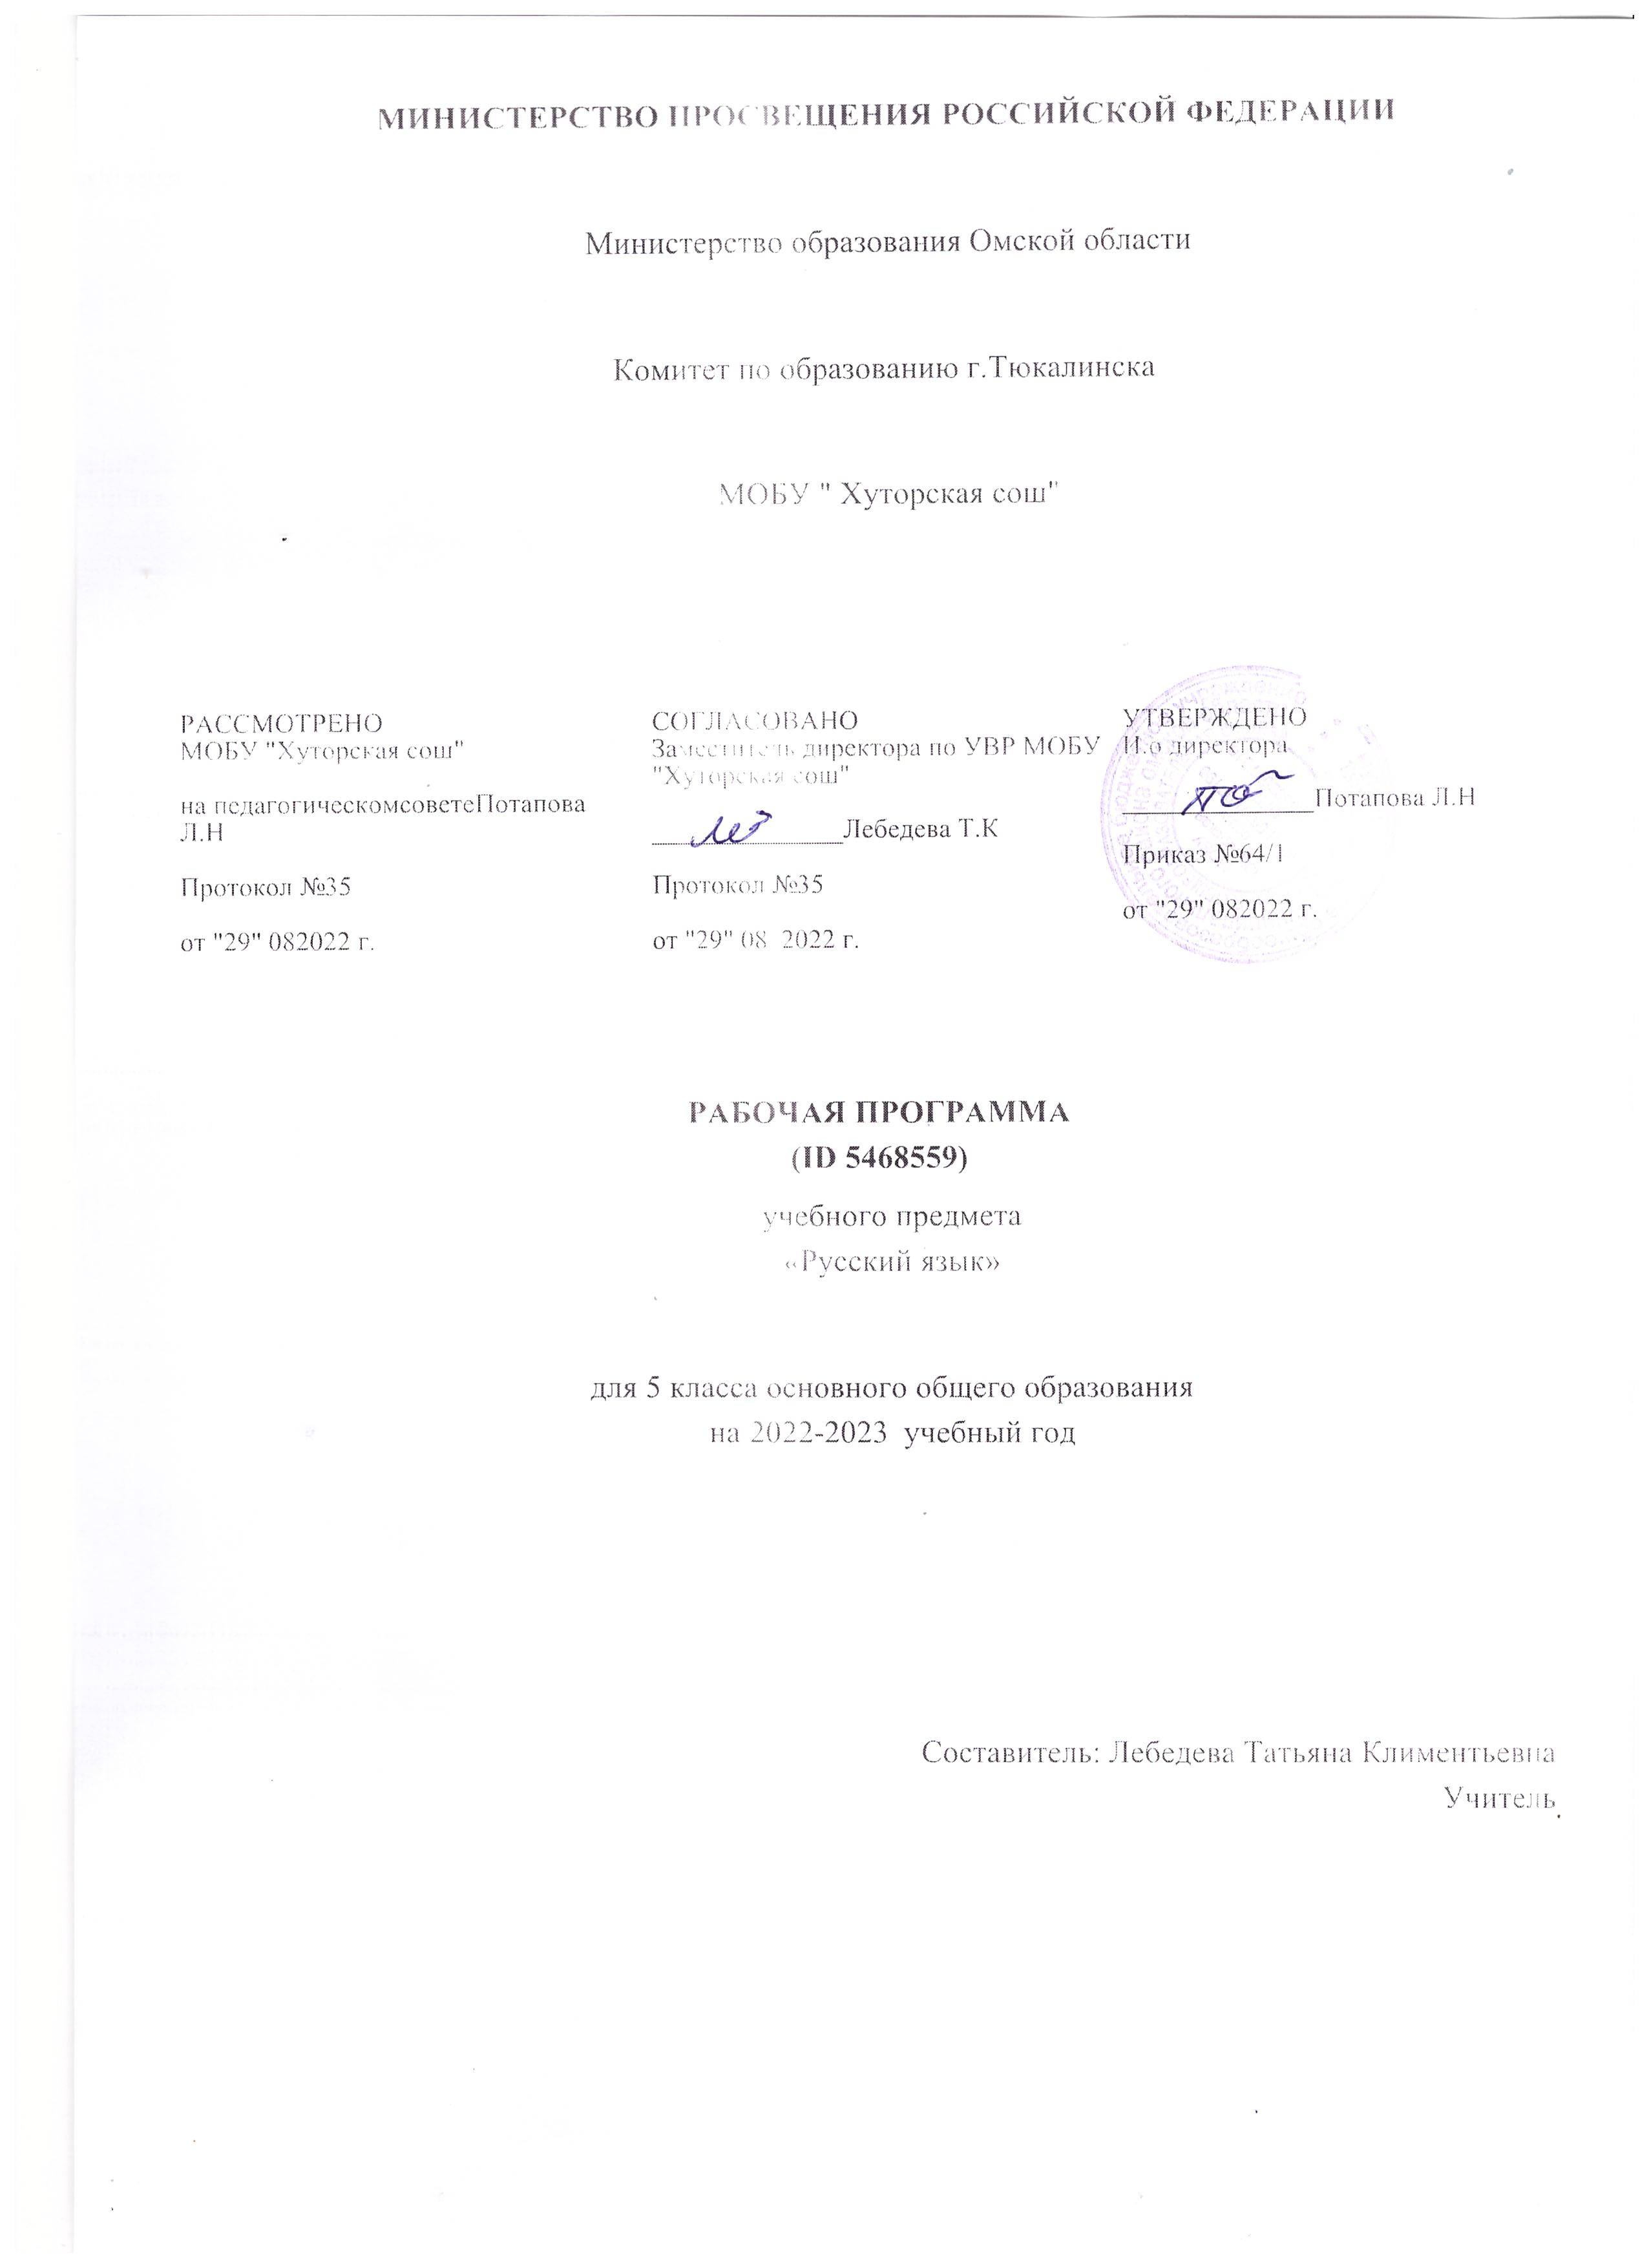 МИНИСТЕРСТВО ПРОСВЕЩЕНИЯ РОССИЙСКОЙ ФЕДЕРАЦИИ
Министерство образования Омской области
Комитет по образованию г.Тюкалинска
МОБУ " Хуторская сош"
РАССМОТРЕНО
МОБУ "Хуторская сош"
на педагогическомсоветеПотапова
Л.Н
Протокол №35
от "29" 082022 г.
СОГЛАСОВАНО
Заместитель директора по УВР МОБУ
"Хуторская сош"
Лебедева Т.К
Протокол №35
от "29" 08 2022 г.
УТВЕРЖДЕНО
И.о директора
Потапова Л.Н
Приказ №64/1
от "29" 082022 г.
РАБОЧАЯ ПРОГРАММА
(ID 5468559)
учебного предмета
«Русский язык»
для 5 класса основного общего образования
на 2022-2023 учебный год
Составитель: Лебедева Татьяна Климентьевна
Учитель